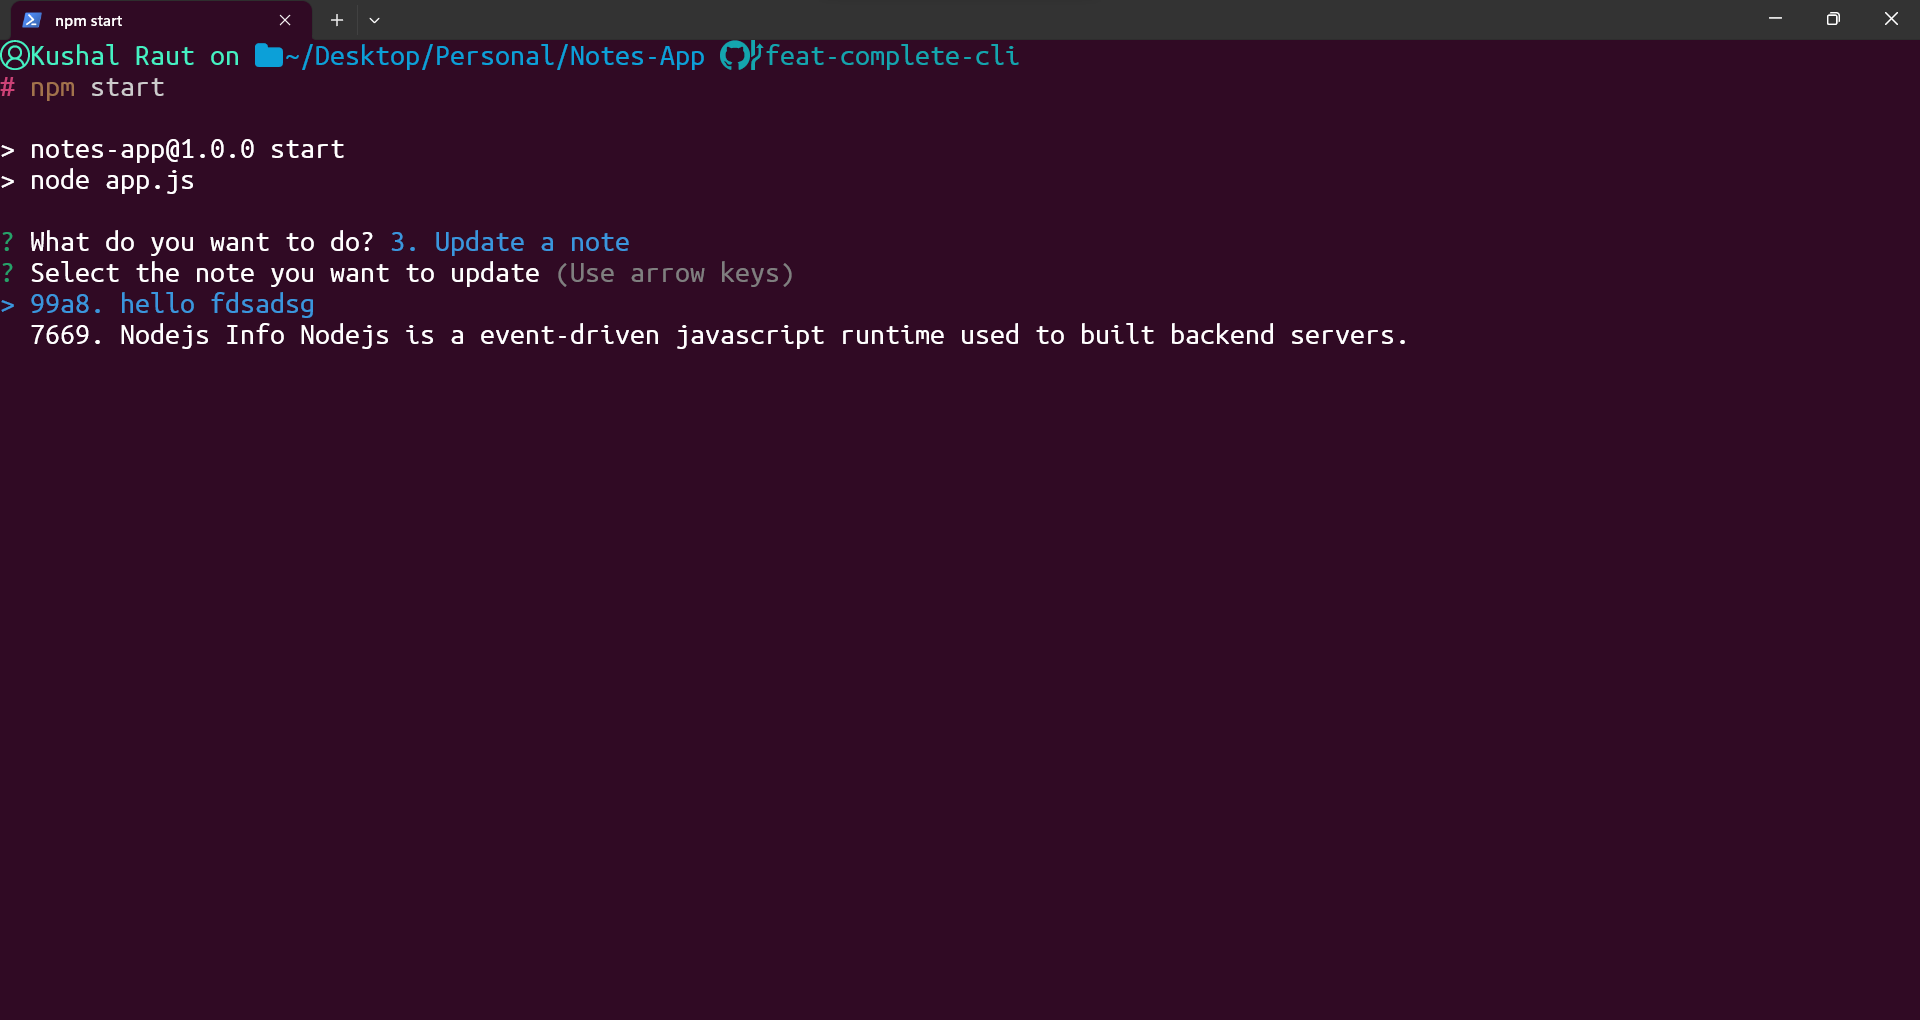 npm start
Kushal Raut on ~/Desktop/Personal/Notes-App feat-complete-cli
# npm start
> notes-app@1.0.0 start
> node app.js
? What do you want to do? 3. Update a note
? Select the note you want to update (Use arrow keys)
> 99a8. hello fdsadsg
7669. Nodejs Info Nodejs is a event-driven javascript runtime used to built backend servers.